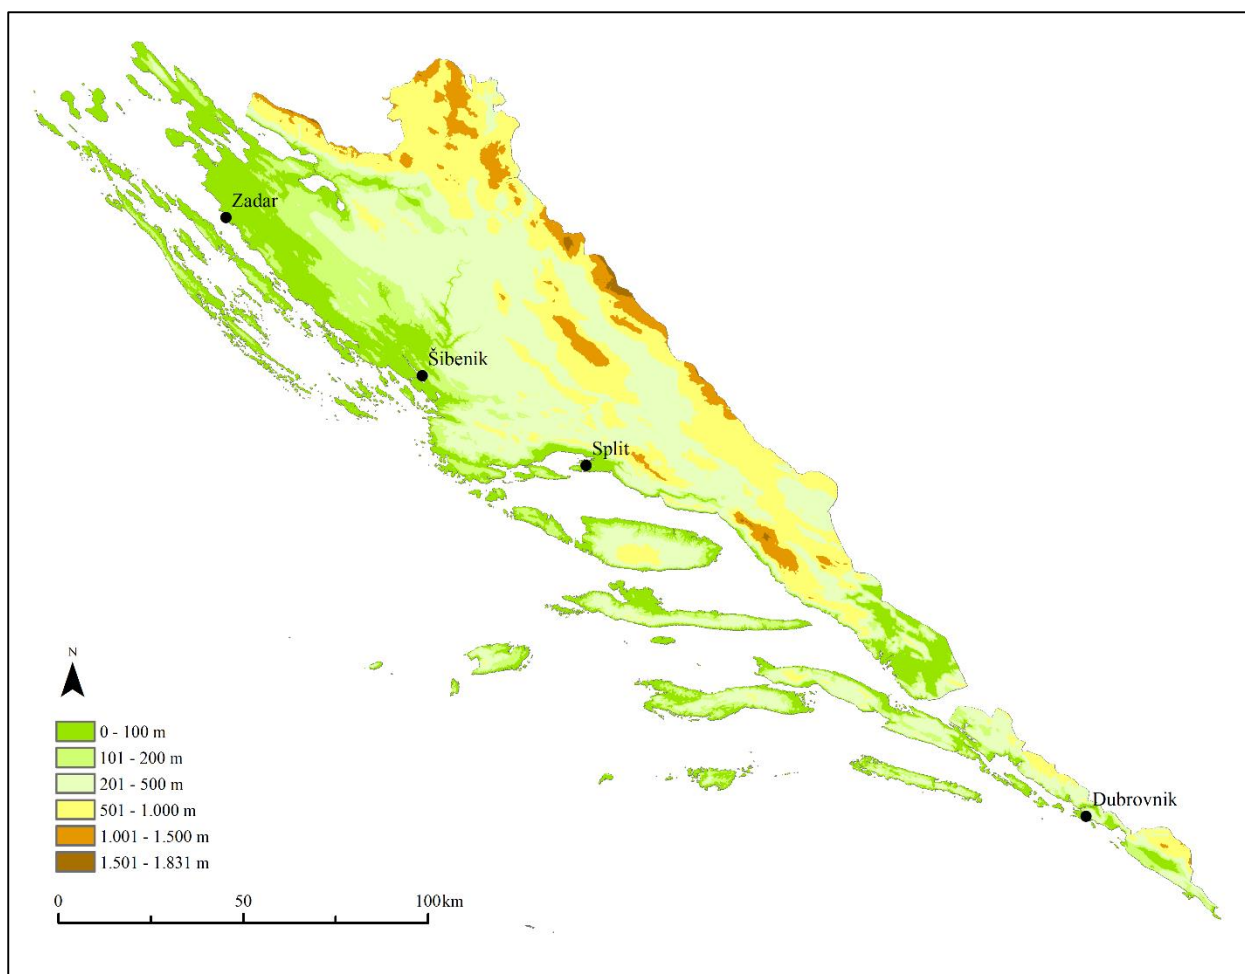 Zadar
Šibenik
Split
Dubrovnik
N
0 - 100 m
101 - 200 m
201 - 500 m
501 - 1.000 m
1.001 - 1.500 m
1.501 - 1.831 m
0 50 100km